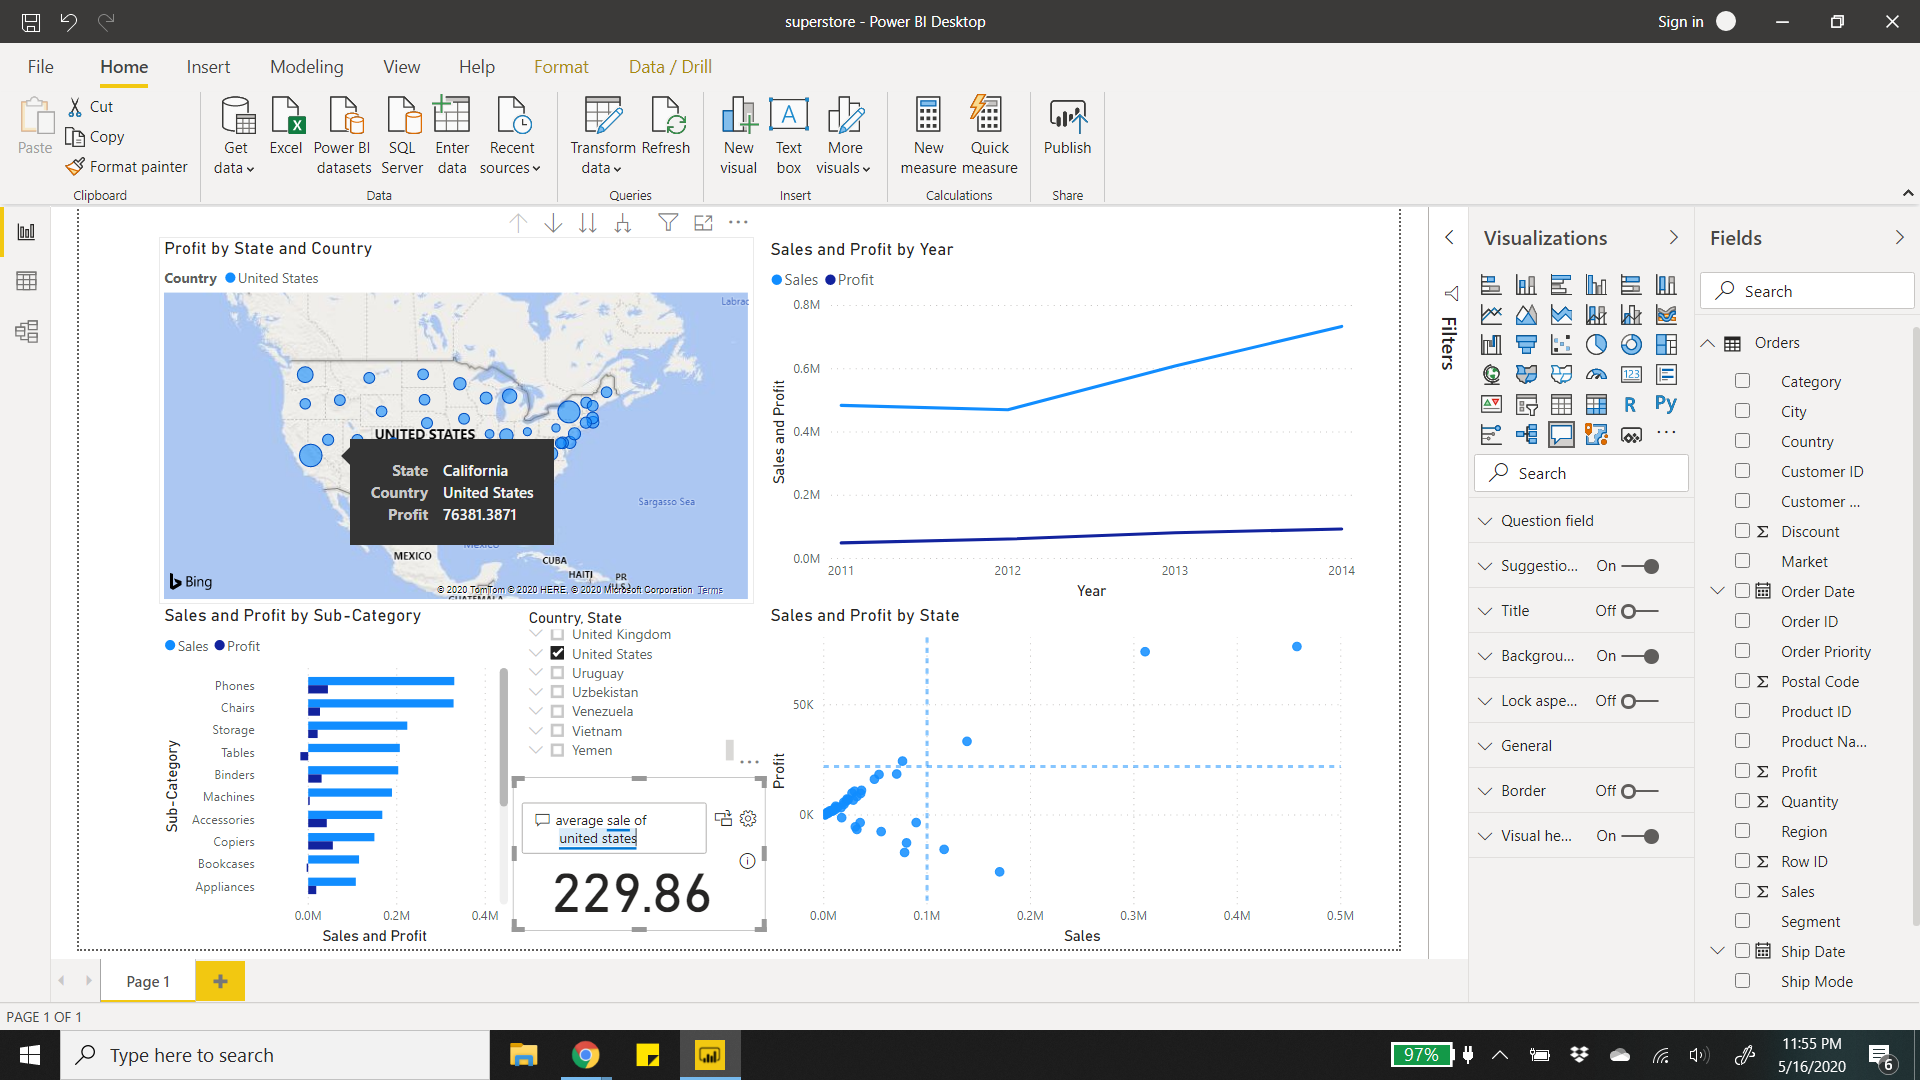 superstore - Power BI Desktop
Sign in
File Home Insert Modeling View Help Format Data / Drill
Paste
Cut
Copy
Format painter
Clipboard
Get data
Excel
Power BI datasets
SQL Server
Enter data
Recent sources
Data
Transform data
Refresh
Queries
New visual
Text box
More visuals
Insert
New measure
Quick measure
Calculations
Publish
Share
Profit by State and Country
Country United States
Labrac
UNITED STATES
Sargasso Sea
State California
Country United States
Profit 76381.3871
MEXICO
Mexico
CUBA
HAITI
PR
(U.S.)
GUATEMALA
Bing
© 2020 TomTom © 2020 HERE, © 2020 Microsoft Corporation Terms
Sales and Profit by Year
Sales Profit
0.8M
0.6M
0.4M
0.2M
0.0M
Sales and Profit
2011 2012 2013 2014
Year
Sales and Profit by Sub-Category
Sales Profit
Sub-Category
Phones
Chairs
Storage
Tables
Binders
Machines
Accessories
Copiers
Bookcases
Appliances
0.0M 0.2M 0.4M
Sales and Profit
Country, State
United Kingdom
United States
Uruguay
Uzbekistan
Venezuela
Vietnam
Yemen
average sale of
united states
229.86
Sales and Profit by State
50K
0K
Profit
0.0M 0.1M 0.2M 0.3M 0.4M 0.5M
Sales
Filters
Visualizations
123
R Py
Search
Question field
Suggestio... On
Title Off
Backgrou... On
Lock aspe... Off
General
Border Off
Visual he... On
Fields
Search
Orders
Category
City
Country
Customer ID
Customer ...
Σ Discount
Market
Order Date
Order ID
Order Priority
Σ Postal Code
Product ID
Product Na...
Σ Profit
Σ Quantity
Region
Σ Row ID
Σ Sales
Segment
Ship Date
Ship Mode
Page 1
PAGE 1 OF 1
Type here to search
97%
11:55 PM
5/16/2020
6